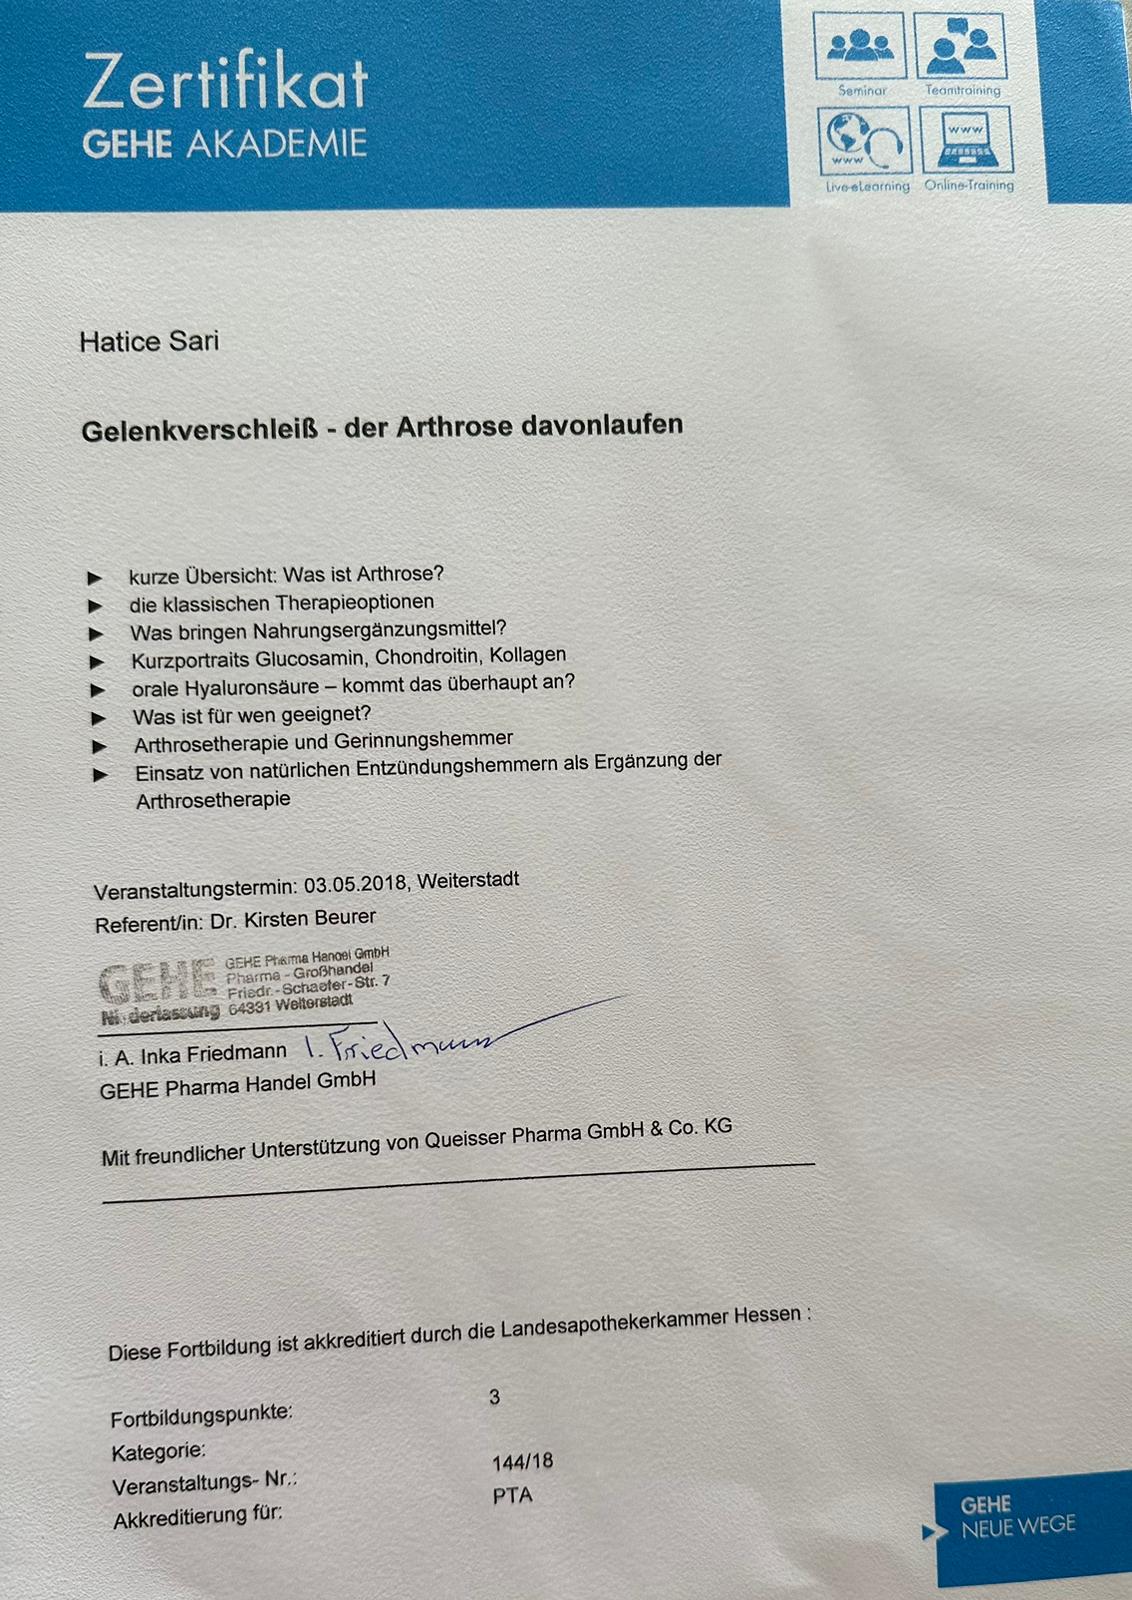 Zertifikat
GEHE AKADEMIE
Seminar
Teamtraining
www
www
Live-eLearning
Online-Training
Hatice Sari
Gelenkverschleiß - der Arthrose davonlaufen
► kurze Übersicht: Was ist Arthrose?
► die klassischen Therapieoptionen
► Was bringen Nahrungsergänzungsmittel?
► Kurzportraits Glucosamin, Chondroitin, Kollagen
► orale Hyaluronsäure – kommt das überhaupt an?
► Was ist für wen geeignet?
► Arthrosetherapie und Gerinnungshemmer
► Einsatz von natürlichen Entzündungshemmern als Ergänzung der
Arthrosetherapie
Veranstaltungstermin: 03.05.2018, Weiterstadt
Referent/in: Dr. Kirsten Beurer
GEHE
GEHE Pharma Handel GmbH
Pharma - Großhandel
Friedr.-Schaefer-Str. 7
Niederlassung 64331 Weiterstadt
i. A. Inka Friedmann I. Friedmann
GEHE Pharma Handel GmbH
Mit freundlicher Unterstützung von Queisser Pharma GmbH & Co. KG
Diese Fortbildung ist akkreditiert durch die Landesapothekerkammer Hessen :
Fortbildungspunkte: 3
Kategorie:
Veranstaltungs- Nr.: 144/18
Akkreditierung für: PTA
GEHE
NEUE WEGE